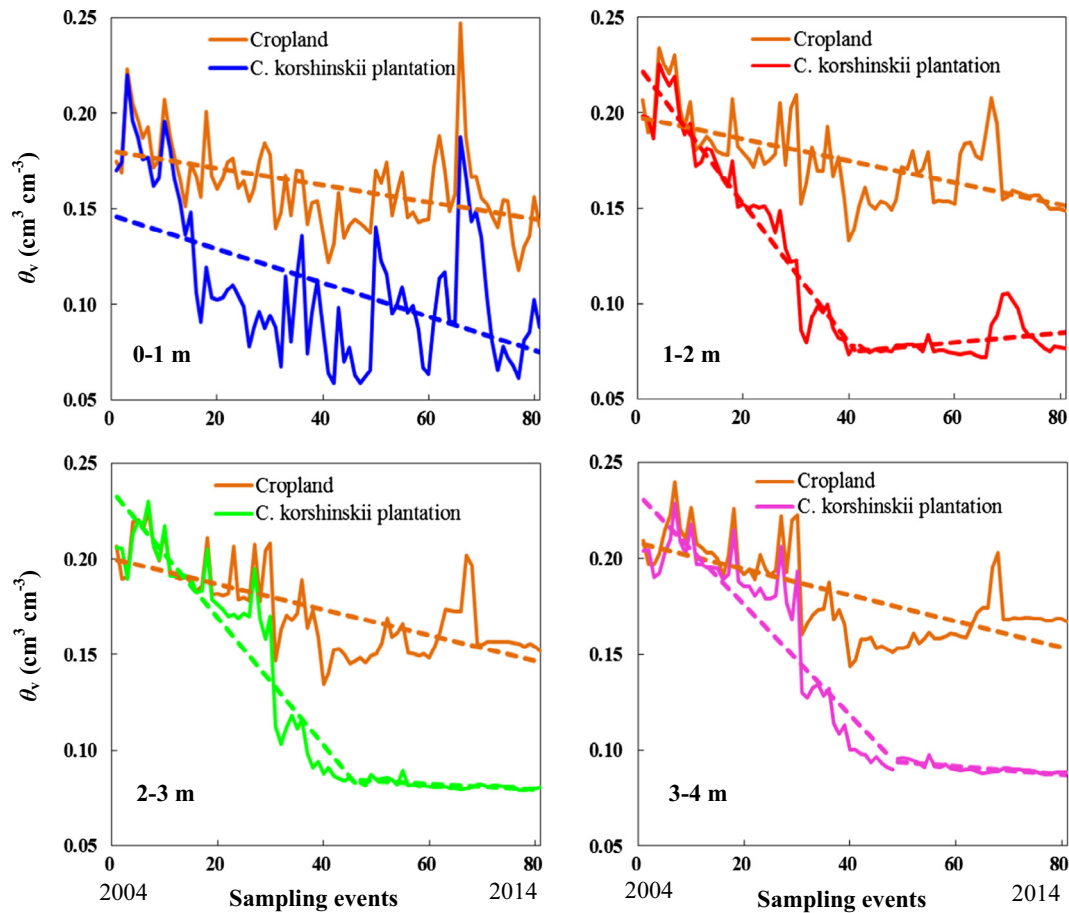 θv (cm³ cm⁻³)
0.25
0.20
0.15
0.10
0.05
Cropland
C. korshinskii plantation
0-1 m
0 20 40 60 80
0.25
0.20
0.15
0.10
0.05
Cropland
C. korshinskii plantation
1-2 m
0 20 40 60 80
θv (cm³ cm⁻³)
0.25
0.20
0.15
0.10
0.05
Cropland
C. korshinskii plantation
2-3 m
0 20 40 60 80
2004 Sampling events 2014
0.25
0.20
0.15
0.10
0.05
Cropland
C. korshinskii plantation
3-4 m
0 20 40 60 80
2004 Sampling events 2014